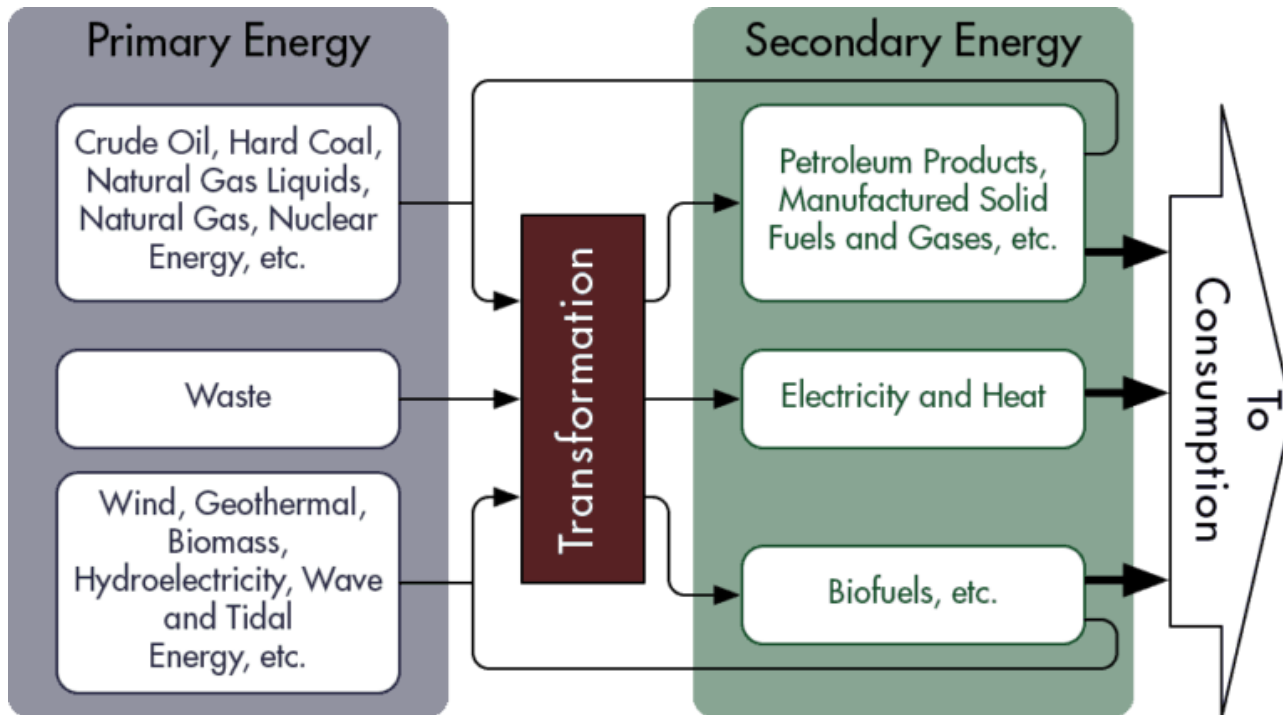 Primary Energy
Crude Oil, Hard Coal,
Natural Gas Liquids,
Natural Gas, Nuclear
Energy, etc.
Waste
Wind, Geothermal,
Biomass,
Hydroelectricity, Wave
and Tidal
Energy, etc.
Transformation
Secondary Energy
Petroleum Products,
Manufactured Solid
Fuels and Gases, etc.
Electricity and Heat
Biofuels, etc.
To
Consumption